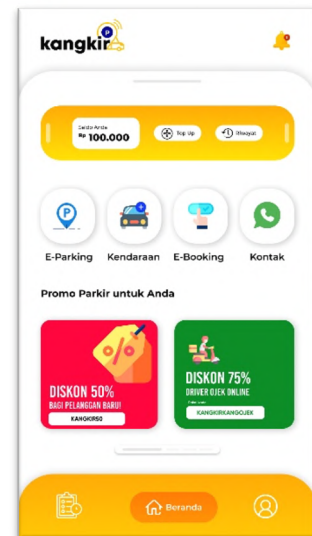 kangkir
Saldo Anda
Rp 100.000
Top Up
Riwayat
E-Parking
Kendaraan
E-Booking
Kontak
Promo Parkir untuk Anda
DISKON 50%
BAGI PELANGGAN BARU!
KANGKIR50
DISKON 75%
DRIVER OJEK ONLINE
KANGKIRKANGOJEK
Beranda